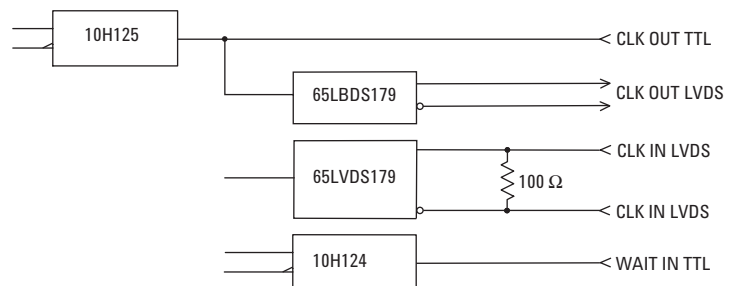 10H125
CLK OUT TTL
65LBDS179
CLK OUT LVDS
65LVDS179
CLK IN LVDS
100 Ω
CLK IN LVDS
10H124
WAIT IN TTL